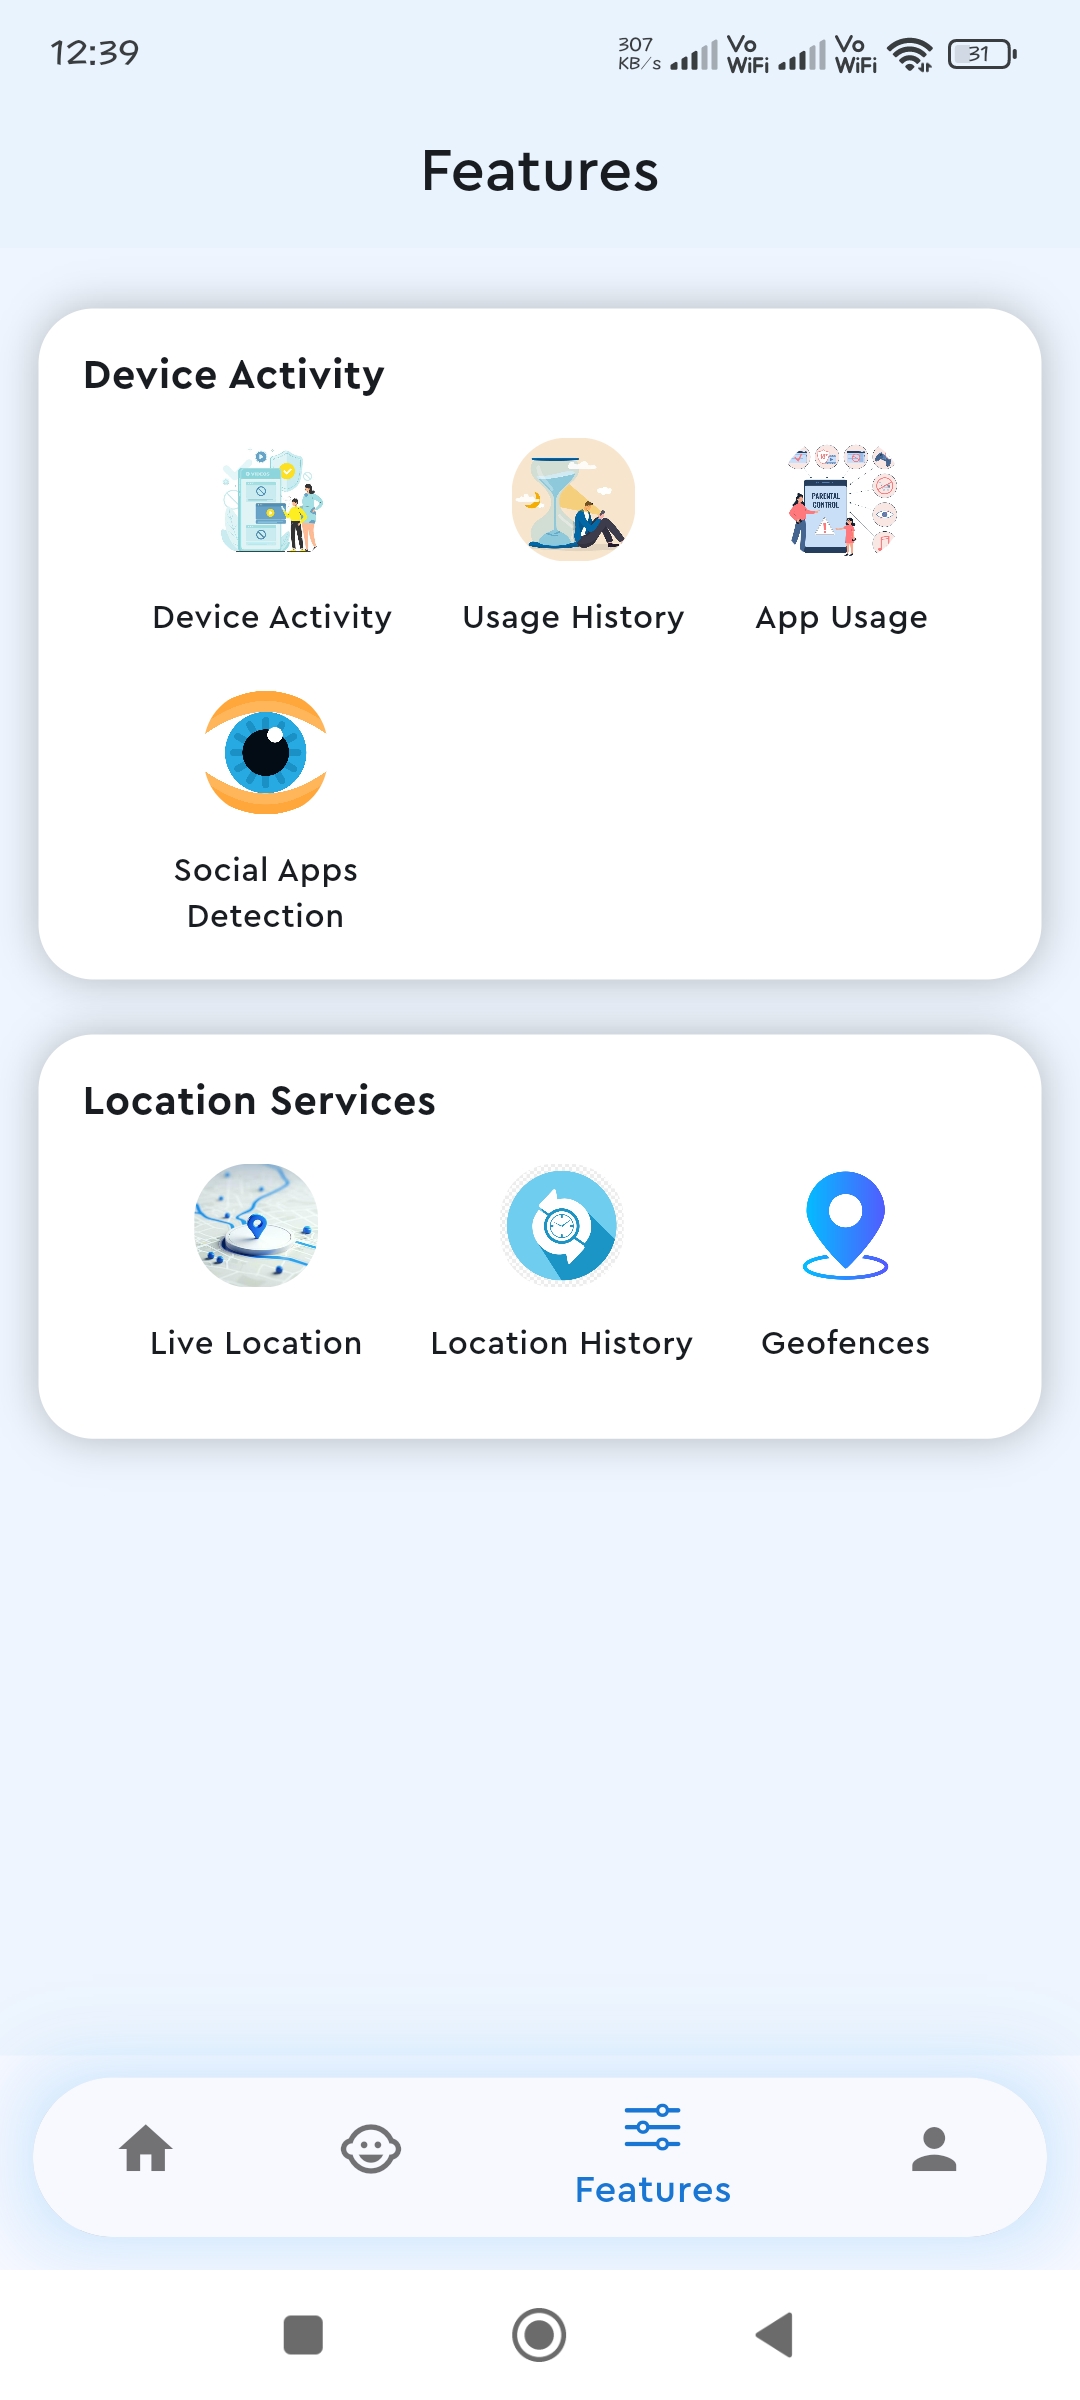 12:39
307
KB/s
Vo
WiFi
Vo
WiFi
31
Features
Device Activity
PARENTAL
CONTROL
Device Activity
Usage History
App Usage
Social Apps
Detection
Location Services
Live Location
Location History
Geofences
Features